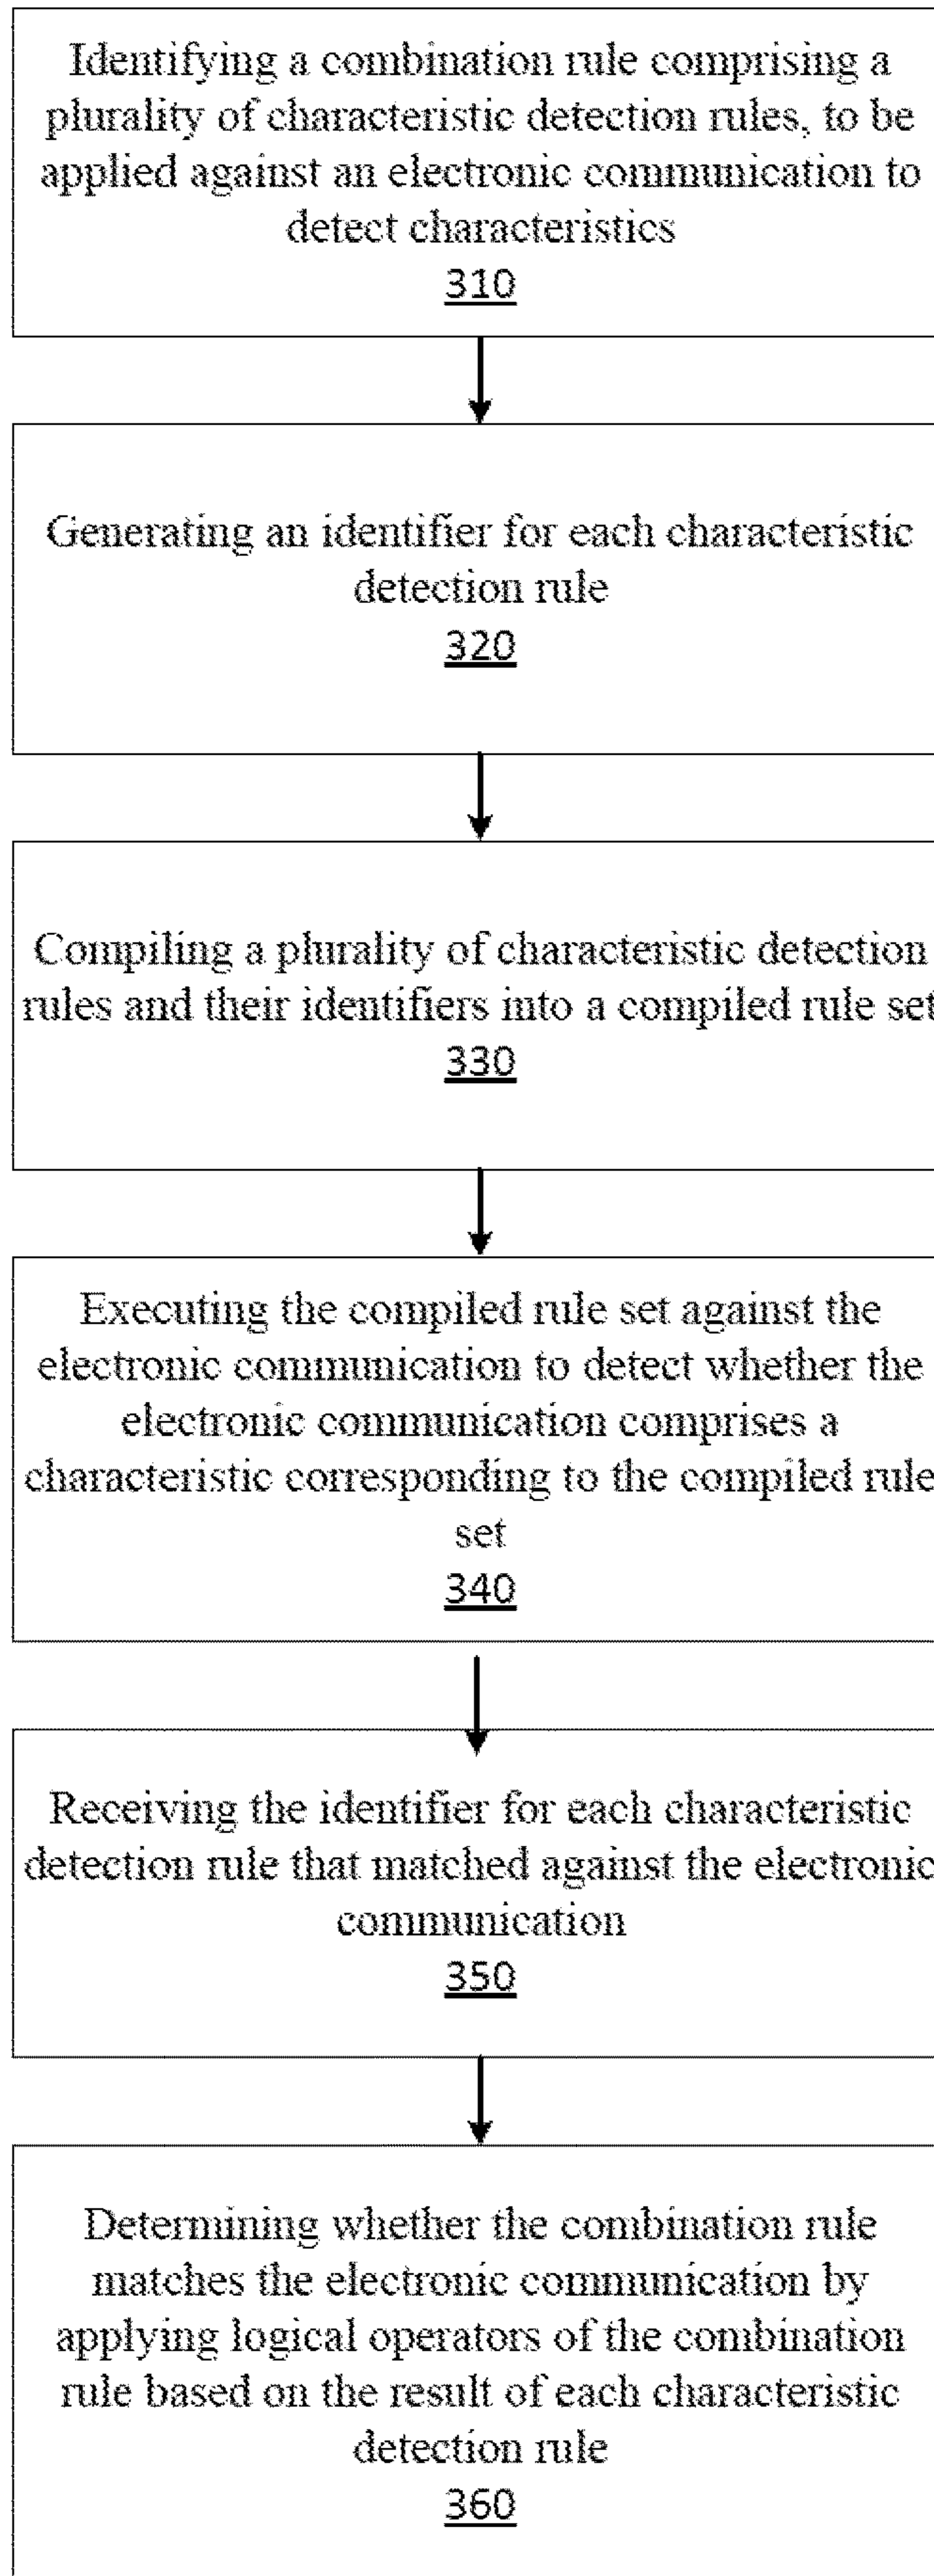 Identifying a combination rule comprising a
plurality of characteristic detection rules, to be
applied against an electronic communication to
detect characteristics
310
Generating an identifier for each characteristic
detection rule
320
Compiling a plurality of characteristic detection
rules and their identifiers into a compiled rule set
330
Executing the compiled rule set against the
electronic communication to detect whether the
electronic communication comprises a
characteristic corresponding to the compiled rule
set
340
Receiving the identifier for each characteristic
detection rule that matched against the electronic
communication
350
Determining whether the combination rule
matches the electronic communication by
applying logical operators of the combination
rule based on the result of each characteristic
detection rule
360